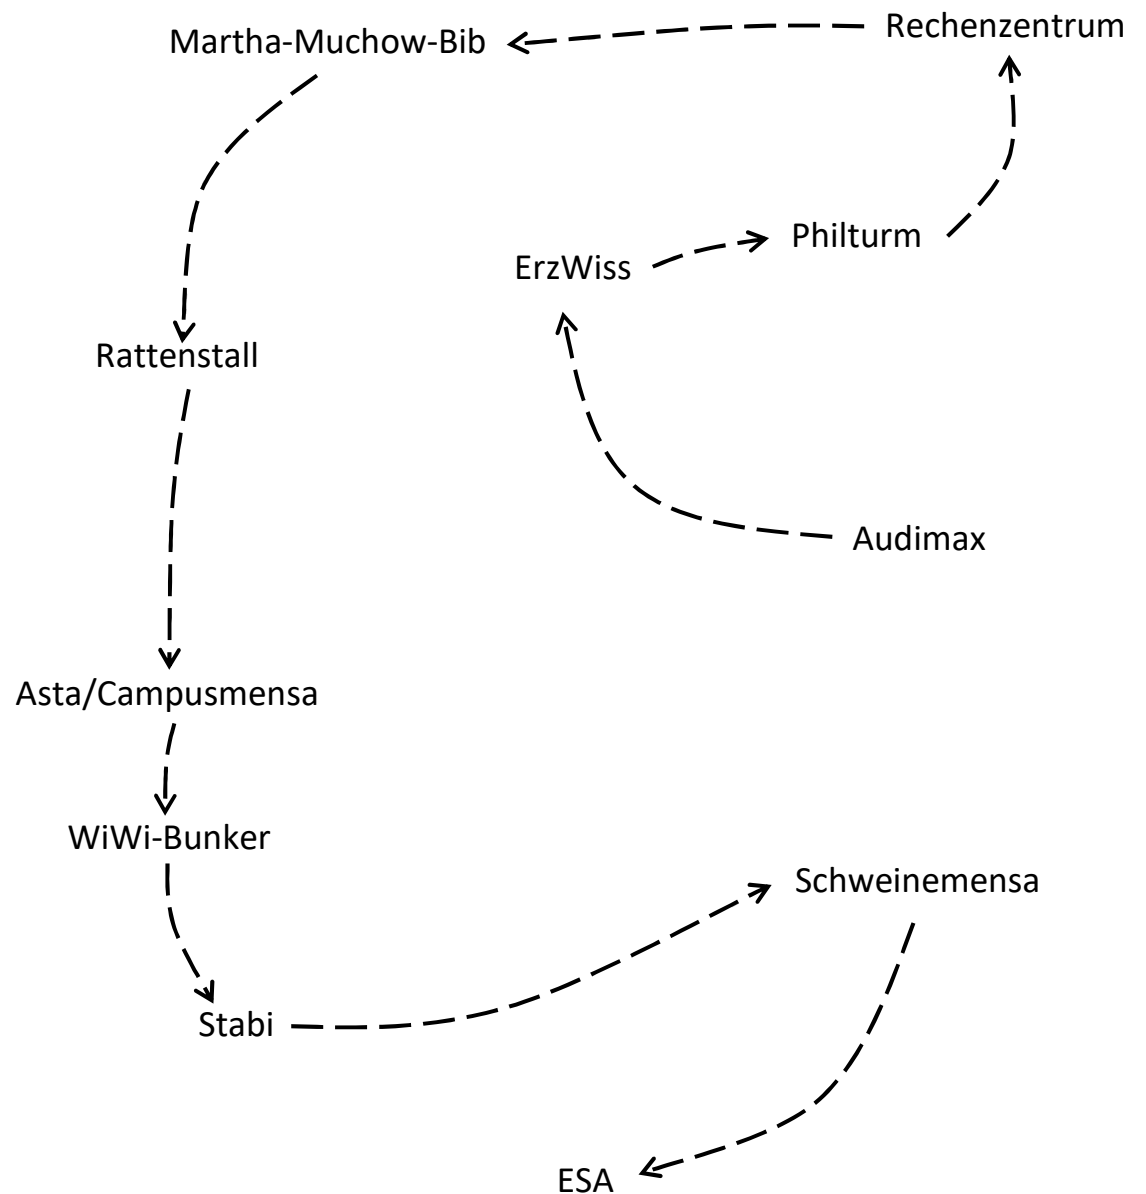 Rechenzentrum
Martha-Muchow-Bib
Philturm
ErzWiss
Rattenstall
Audimax
Asta/Campusmensa
WiWi-Bunker
Schweinemensa
Stabi
ESA